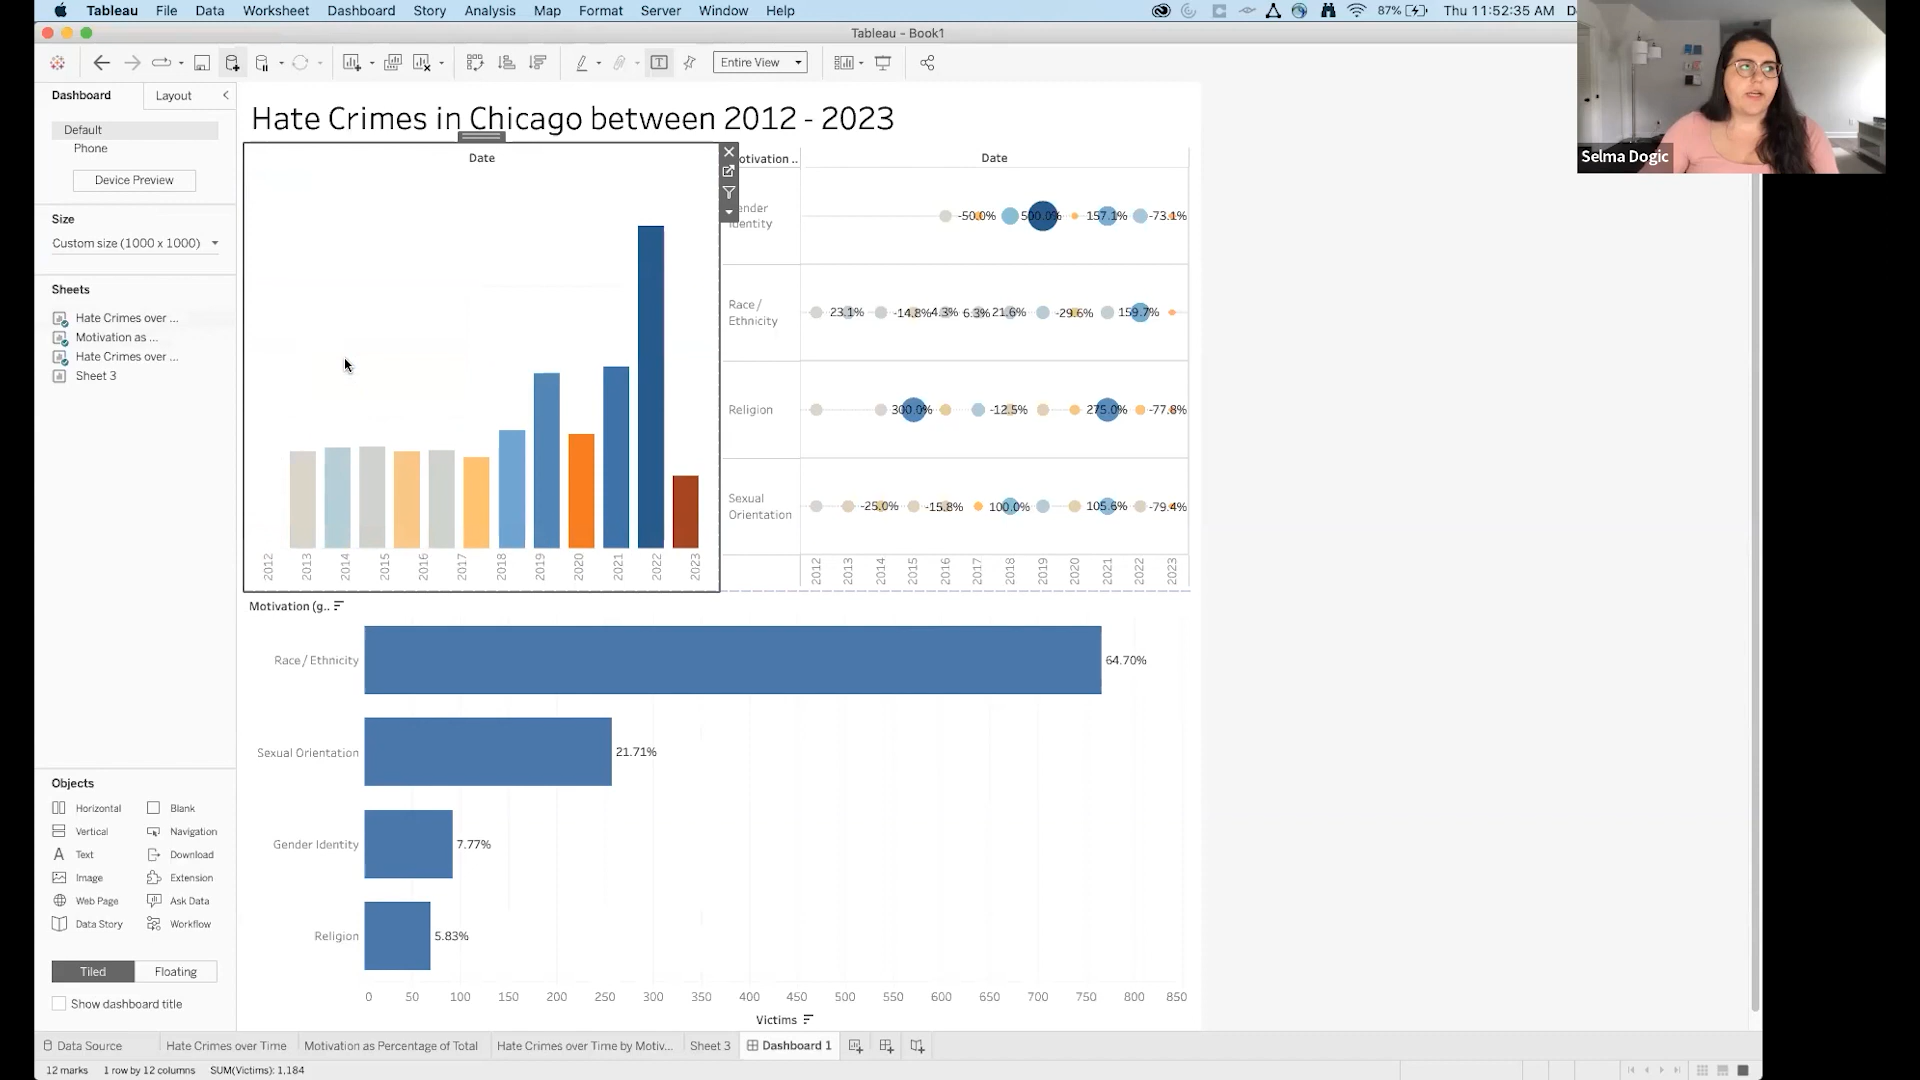 Tableau File Data Worksheet Dashboard Story Analysis Map Format Server Window Help 87% Thu 11:52:35 AM D
Tableau - Book1
Entire View
Dashboard Layout
Default
Phone
Device Preview
Size
Custom size (1000 x 1000)
Sheets
Hate Crimes over ...
Motivation as ...
Hate Crimes over ...
Sheet 3
Objects
Horizontal Blank
Vertical Navigation
Text Download
Image Extension
Web Page Ask Data
Data Story Workflow
Tiled Floating
Show dashboard title
Hate Crimes in Chicago between 2012 - 2023
Date
2012 2013 2014 2015 2016 2017 2018 2019 2020 2021 2022 2023
otivation .. Date
ender
Identity
-50.0% 500.0% 157.1% -73.1%
Race /
Ethnicity
23.1% -14.8% 4.3% 6.3% 21.6% -29.6% 159.7%
Religion 300.0% -12.5% 275.0% -77.8%
Sexual
Orientation
-25.0% -15.8% 100.0% 105.6% -79.4%
2012 2013 2014 2015 2016 2017 2018 2019 2020 2021 2022 2023
Motivation (g..
Race / Ethnicity 64.70%
Sexual Orientation 21.71%
Gender Identity 7.77%
Religion 5.83%
0 50 100 150 200 250 300 350 400 450 500 550 600 650 700 750 800 850
Victims
Data Source Hate Crimes over Time Motivation as Percentage of Total Hate Crimes over Time by Motiv... Sheet 3 Dashboard 1
12 marks 1 row by 12 columns SUM(Victims): 1,184
Selma Dogic